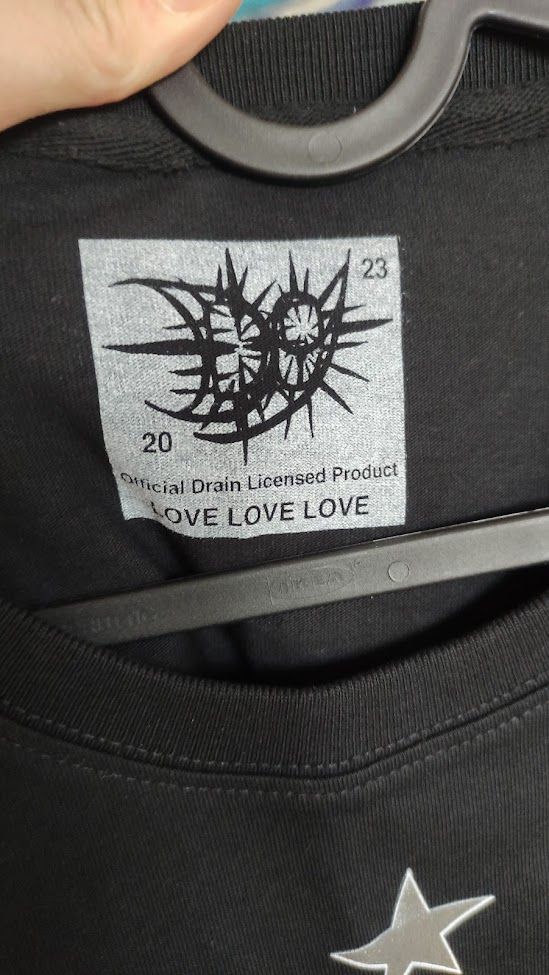 23
20
Official Drain Licensed Product
LOVE LOVE LOVE